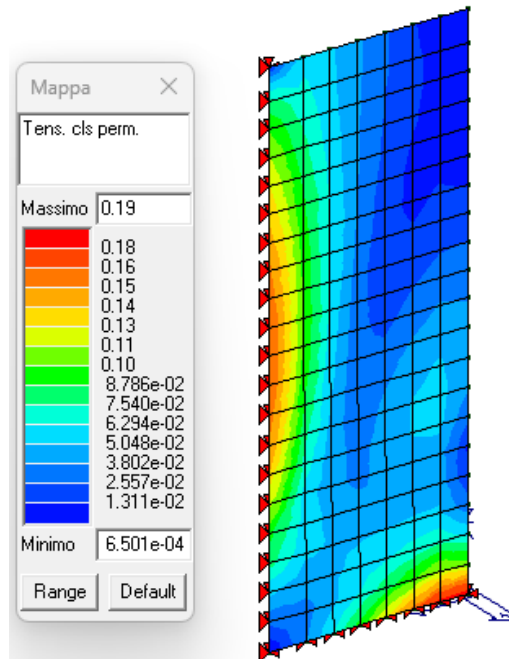 Mappa
Tens. cls perm.
Massimo 0.19
0.18
0.16
0.15
0.14
0.13
0.11
0.10
8.786e-02
7.540e-02
6.294e-02
5.048e-02
3.802e-02
2.557e-02
1.311e-02
Minimo 6.501e-04
Range Default